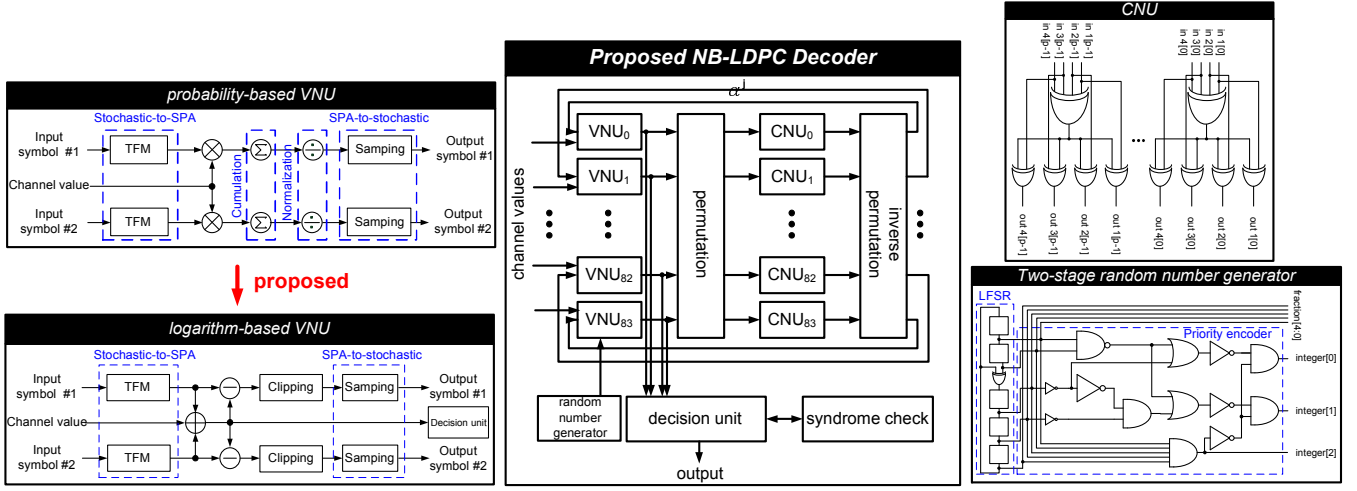 probability-based VNU
Stochastic-to-SPA
SPA-to-stochastic
Input
symbol #1
TFM
Cumulation
Σ
Normalization
Samping
Output
symbol #1
Channel value
Input
symbol #2
TFM
Σ
Samping
Output
symbol #2
proposed
logarithm-based VNU
Stochastic-to-SPA
SPA-to-stochastic
Input
symbol #1
TFM
Clipping
Samping
Output
symbol #1
Channel value
Decision unit
Input
symbol #2
TFM
Clipping
Samping
Output
symbol #2
Proposed NB-LDPC Decoder
αʲ
channel values
VNU₀
VNU₁
VNU₈₂
VNU₈₃
permutation
CNU₀
CNU₁
CNU₈₂
CNU₈₃
inverse
permutation
random
number
generator
decision unit
syndrome check
output
CNU
in 4[p-1]
in 3[p-1]
in 2[p-1]
in 1[p-1]
in 4[0]
in 3[0]
in 2[0]
in 1[0]
out 4[p-1]
out 3[p-1]
out 2[p-1]
out 1[p-1]
out 4[0]
out 3[0]
out 2[0]
out 1[0]
Two-stage random number generator
LFSR
fraction[4:0]
Priority encoder
integer[0]
integer[1]
integer[2]